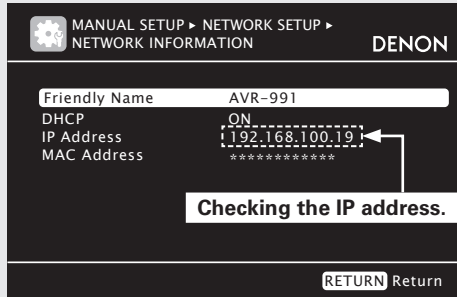 MANUAL SETUP ▸ NETWORK SETUP ▸
NETWORK INFORMATION
DENON
Friendly Name AVR-991
DHCP ON
IP Address 192.168.100.19
MAC Address ************
Checking the IP address.
RETURN Return